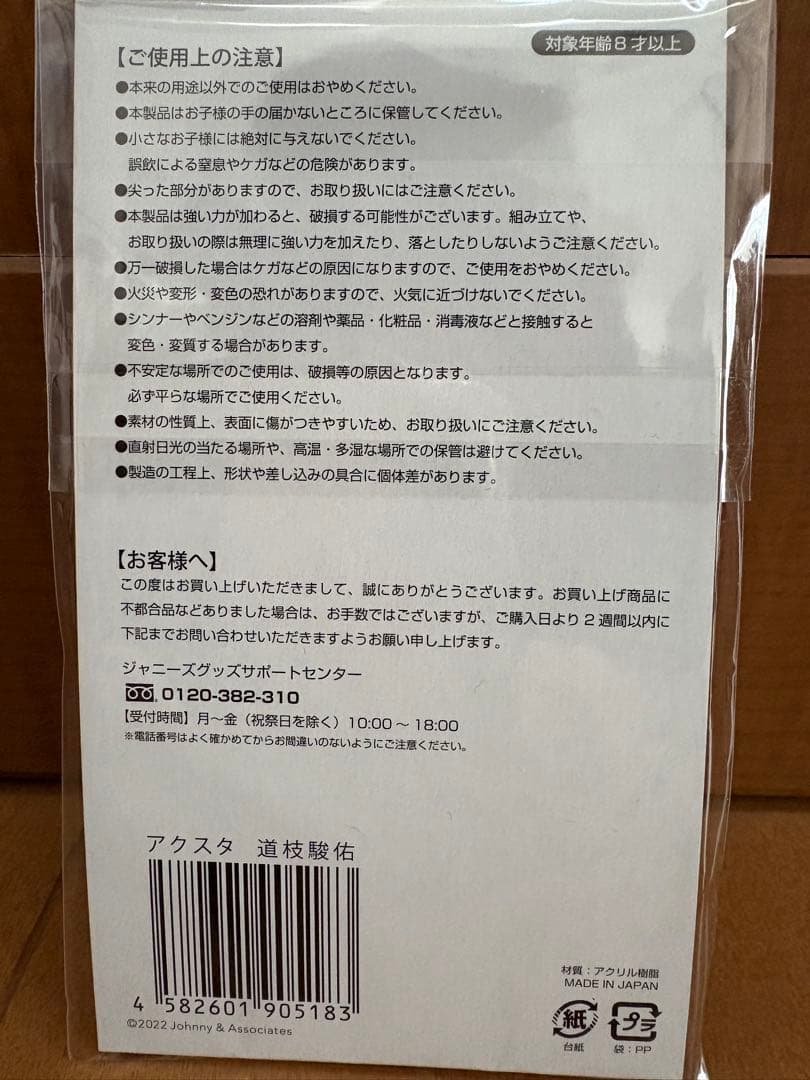 対象年齢8才以上
【ご使用上の注意】
●本来の用途以外でのご使用はおやめください。
●本製品はお子様の手の届かないところに保管してください。
●小さなお子様には絶対に与えないでください。
誤飲による窒息やケガなどの危険があります。
●尖った部分がありますので、お取り扱いにはご注意ください。
●本製品は強い力が加わると、破損する可能性がございます。組み立てや、
お取り扱いの際は無理に強い力を加えたり、落としたりしないようご注意ください。
●万一破損した場合はケガなどの原因になりますので、ご使用をおやめください。
●火災や変形・変色の恐れがありますので、火気に近づけないでください。
●シンナーやベンジンなどの溶剤や薬品・化粧品・消毒液などと接触すると
変色・変質する場合があります。
●不安定な場所でのご使用は、破損等の原因となります。
必ず平らな場所でご使用ください。
●素材の性質上、表面に傷がつきやすいため、お取り扱いにご注意ください。
●直射日光の当たる場所や、高温・多湿な場所での保管は避けてください。
●製造の工程上、形状や差し込みの具合に個体差があります。
【お客様へ】
この度はお買い上げいただきまして、誠にありがとうございます。お買い上げ商品に
不都合品などありました場合は、お手数ではございますが、ご購入日より2週間以内に
下記までお問い合わせいただきますようお願い申し上げます。
ジャニーズグッズサポートセンター
0120-382-310
【受付時間】月〜金（祝祭日を除く）10:00〜18:00
※電話番号はよく確かめてからお間違いのないようにご注意ください。
アクスタ 道枝駿佑
4 582601 905183
©2022 Johnny & Associates
材質：アクリル樹脂
MADE IN JAPAN
紙
プラ
台紙
袋：PP